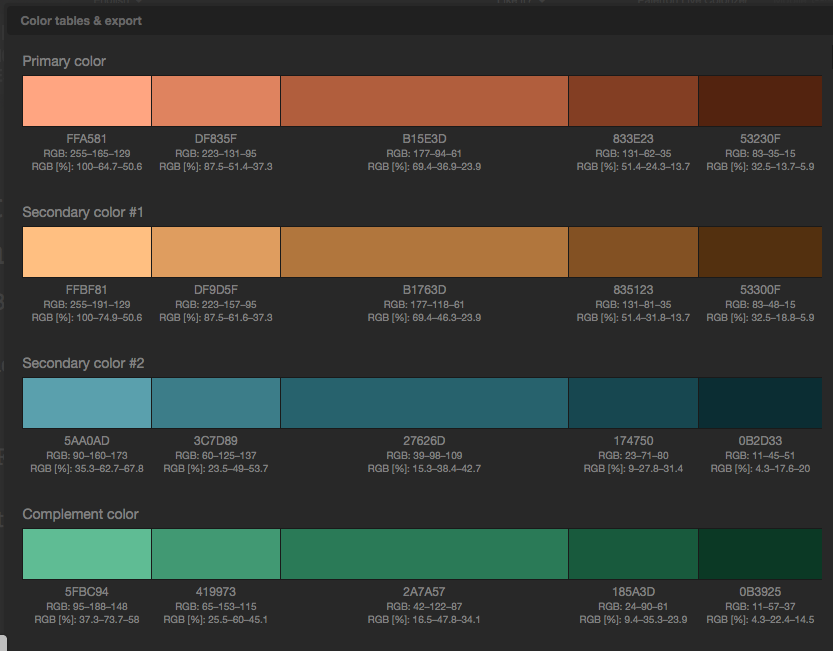 Color tables & export
Primary color
FFA581 DF835F B15E3D 833E23 53230F
RGB: 255–165–129 RGB: 223–131–95 RGB: 177–94–61 RGB: 131–62–35 RGB: 83–35–15
RGB [%]: 100–64.7–50.6 RGB [%]: 87.5–51.4–37.3 RGB [%]: 69.4–36.9–23.9 RGB [%]: 51.4–24.3–13.7 RGB [%]: 32.5–13.7–5.9
Secondary color #1
FFBF81 DF9D5F B1763D 835123 53300F
RGB: 255–191–129 RGB: 223–157–95 RGB: 177–118–61 RGB: 131–81–35 RGB: 83–48–15
RGB [%]: 100–74.9–50.6 RGB [%]: 87.5–61.6–37.3 RGB [%]: 69.4–46.3–23.9 RGB [%]: 51.4–31.8–13.7 RGB [%]: 32.5–18.8–5.9
Secondary color #2
5AA0AD 3C7D89 27626D 174750 0B2D33
RGB: 90–160–173 RGB: 60–125–137 RGB: 39–98–109 RGB: 23–71–80 RGB: 11–45–51
RGB [%]: 35.3–62.7–67.8 RGB [%]: 23.5–49–53.7 RGB [%]: 15.3–38.4–42.7 RGB [%]: 9–27.8–31.4 RGB [%]: 4.3–17.6–20
Complement color
5FBC94 419973 2A7A57 185A3D 0B3925
RGB: 95–188–148 RGB: 65–153–115 RGB: 42–122–87 RGB: 24–90–61 RGB: 11–57–37
RGB [%]: 37.3–73.7–58 RGB [%]: 25.5–60–45.1 RGB [%]: 16.5–47.8–34.1 RGB [%]: 9.4–35.3–23.9 RGB [%]: 4.3–22.4–14.5